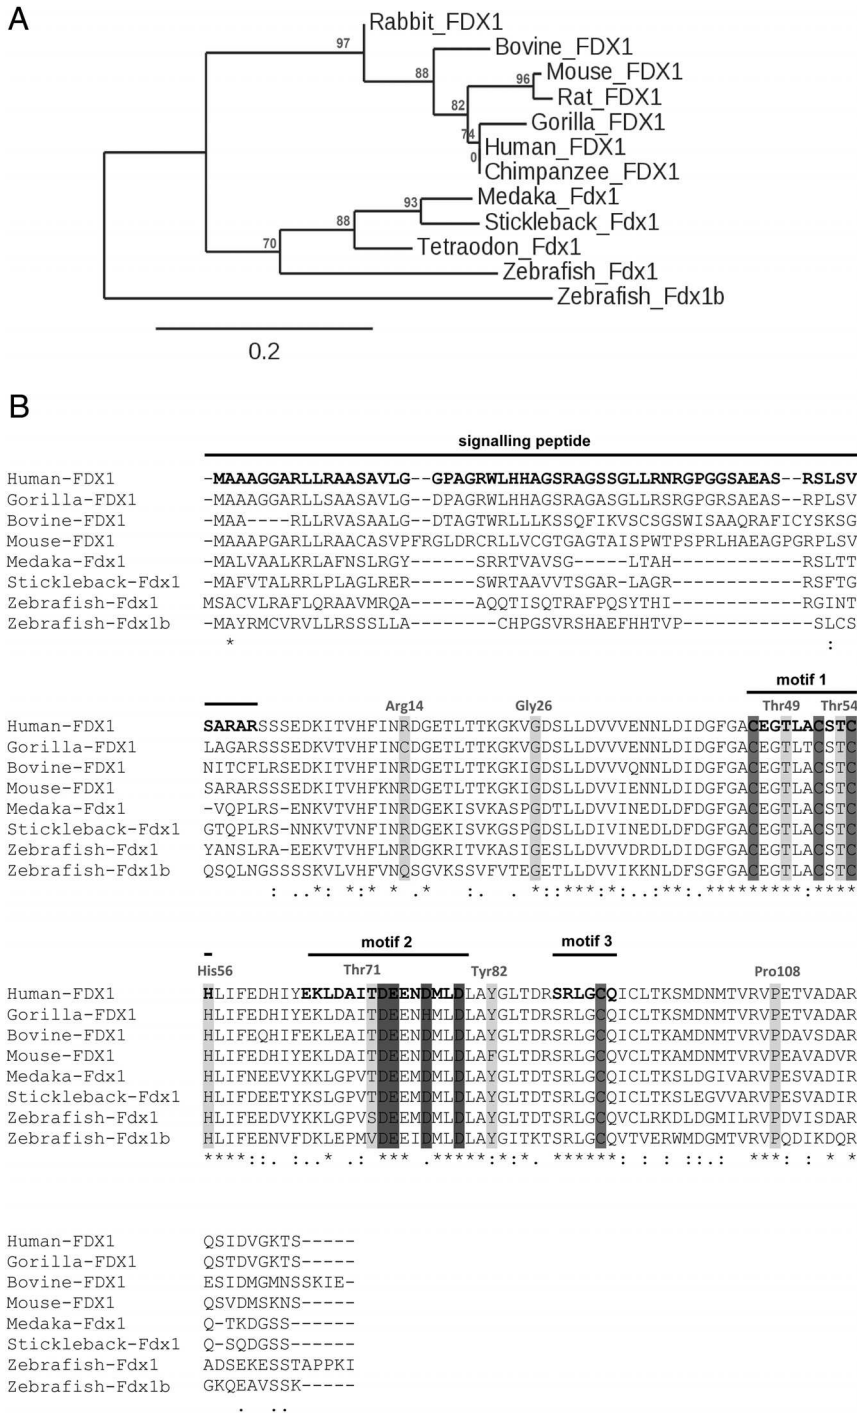 A
Rabbit_FDX1
97
Bovine_FDX1
88
Mouse_FDX1
96
Rat_FDX1
82
Gorilla_FDX1
74
Human_FDX1
0
Chimpanzee_FDX1
Medaka_Fdx1
93
Stickleback_Fdx1
88
Tetraodon_Fdx1
70
Zebrafish_Fdx1
Zebrafish_Fdx1b
0.2
B
signalling peptide
Human-FDX1 -MAAAGGARLLRAASAVLG--GPAGRWLHHAGSRAGSSGLLRNRGPGGSAEAS--RSLSV
Gorilla-FDX1 -MAAAGGARLLSAASAVLG--DPAGRWLHHAGSRAGASGLLRSRGPGRSAEAS--RPLSV
Bovine-FDX1 -MAA----RLLRVASAALG--DTAGTWRLLLKSSQFIKVSCSGSWISAAQRAFICYSKSG
Mouse-FDX1 -MAAAPGARLLRAACASVPFRGLDRCRLLVCGTGAGTAISPWTPSPRLHAEAGPGRPLSV
Medaka-Fdx1 -MALVAALKRLAFNSLRGY------SRRTVAVSG-----LTAH------------RSLTT
Stickleback-Fdx1 -MAFVTALRRLPLAGLRER------SWRTAAVVTSGAR-LAGR------------RSFTG
Zebrafish-Fdx1 MSACVLRAFLQRAAVMRQA------AQQTISQTRAFPQSYTHI------------RGINT
Zebrafish-Fdx1b -MAYRMCVRVLLRSSSLLA--------CHPGSVRSHAEFHHTVP-----------SLCS
* :
motif 1
Arg14 Gly26 Thr49 Thr54
Human-FDX1 SARARSSSEDKITVHFINRDGETLTTKGKVGDSLLDVVVENNLDIDGFGACEGTLACSTC
Gorilla-FDX1 LAGARSSSEDKITVHFINCDGETLTTKGKVGDSLLDVVVENNLDIDGFGACEGTLTCSTC
Bovine-FDX1 NITCFLRSEDKITVHFINRDGETLTTKGKIGDSLLDVVVQNNLDIDGFGACEGTLACSTC
Mouse-FDX1 SARARSSSEDKITVHFKNRDGETLTTKGKIGDSLLDVVIENNLDIDGFGACEGTLACSTC
Medaka-Fdx1 -VQPLRS-ENKVTVHFINRDGEKISVKASPGDTLLDVVINEDLDFDGFGACEGTLACSTC
Stickleback-Fdx1 GTQPLRS-NNKVTVNFINRDGEKISVKGSPGDSLLDIVINEDLDFDGFGACEGTLACSTC
Zebrafish-Fdx1 YANSLRA-EEKVTVHFLNRDGKRITVKASIGESLLDVVVDRDLDIDGFGACEGTLACSTC
Zebrafish-Fdx1b QSQLNGSSSSKVLVHFVNQSGVKSSVFVTEGETLLDVVIKKNLDFSGFGACEGTLACSTC
: ..*: *:* * .* :. . *::***:*:..::*:.*********:****
motif 2 motif 3
His56 Thr71 Tyr82 Pro108
Human-FDX1 HLIFEDHIYEKLDAITDEENDMLDLAYGLTDRSRLGCQICLTKSMDNMTVRVPETVADAR
Gorilla-FDX1 HLIFEDHIYEKLDAITDEENHMLDLAYGLTDRSRLGCQICLTKSMDNMTVRVPETVADAR
Bovine-FDX1 HLIFEQHIFEKLEAITDEENDMLDLAYGLTDRSRLGCQICLTKAMDNMTVRVPDAVSDAR
Mouse-FDX1 HLIFEDHIYEKLDAITDEENDMLDLAFGLTDRSRLGCQVCLTKAMDNMTVRVPEAVADVR
Medaka-Fdx1 HLIFNEEVYKKLGPVTDEEMDMLDLAYGLTDTSRLGCQICLTKSLDGIVARVPESVADIR
Stickleback-Fdx1 HLIFDEETYKSLGPVTDEEMDMLDLAYGLTDTSRLGCQICLTKSLEGVVARVPESVADIR
Zebrafish-Fdx1 HLIFEEDVYKKLGPVSDEEMDMLDLAYGLTDTSRLGCQVCLRKDLDGMILRVPDVISDAR
Zebrafish-Fdx1b HLIFEENVFDKLEPMVDEEIDMLDLAYGITKTSRLGCQVTVERWMDGMTVRVPQDIKDQR
****::. :..* .: *** .*****:*:*. ******: : : ::.: ***: : * *
Human-FDX1 QSIDVGKTS-----
Gorilla-FDX1 QSTDVGKTS-----
Bovine-FDX1 ESIDMGMNSSKIE-
Mouse-FDX1 QSVDMSKNS-----
Medaka-Fdx1 Q-TKDGSS------
Stickleback-Fdx1 Q-SQDGSS------
Zebrafish-Fdx1 ADSEKESSTAPPKI
Zebrafish-Fdx1b GKQEAVSSK-----
. ..